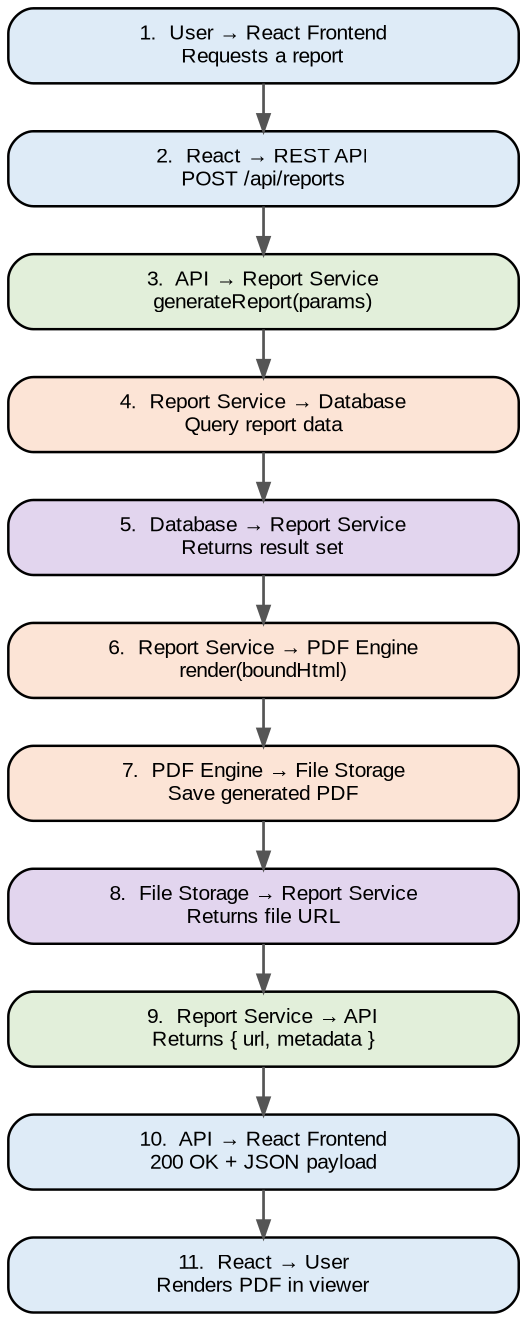 1. User → React Frontend
Requests a report
2. React → REST API
POST /api/reports
3. API → Report Service
generateReport(params)
4. Report Service → Database
Query report data
5. Database → Report Service
Returns result set
6. Report Service → PDF Engine
render(boundHtml)
7. PDF Engine → File Storage
Save generated PDF
8. File Storage → Report Service
Returns file URL
9. Report Service → API
Returns { url, metadata }
10. API → React Frontend
200 OK + JSON payload
11. React → User
Renders PDF in viewer